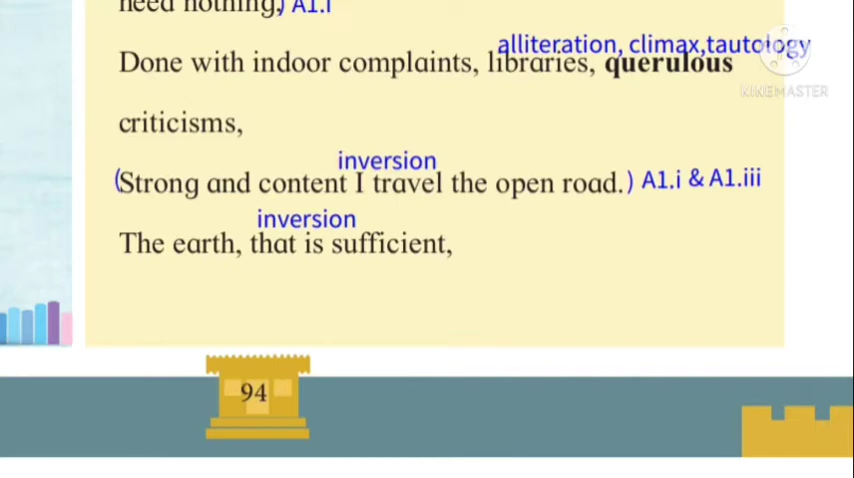 need nothing,) A1.i
alliteration, climax,tautology
Done with indoor complaints, libraries, querulous
KINEMASTER
criticisms,
inversion
(Strong and content I travel the open road.) A1.i & A1.iii
inversion
The earth, that is sufficient,
94